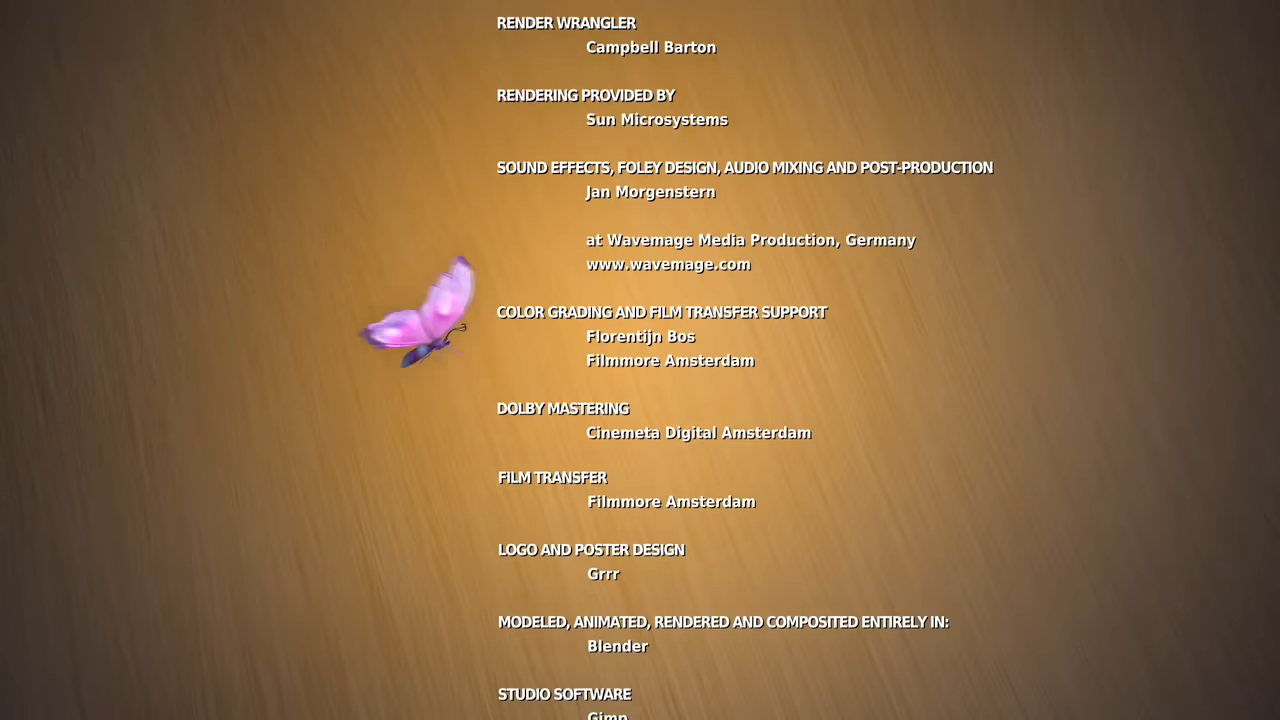 RENDER WRANGLER
Campbell Barton
RENDERING PROVIDED BY
Sun Microsystems
SOUND EFFECTS, FOLEY DESIGN, AUDIO MIXING AND POST-PRODUCTION
Jan Morgenstern
at Wavemage Media Production, Germany
www.wavemage.com
COLOR GRADING AND FILM TRANSFER SUPPORT
Florentijn Bos
Filmmore Amsterdam
DOLBY MASTERING
Cinemeta Digital Amsterdam
FILM TRANSFER
Filmmore Amsterdam
LOGO AND POSTER DESIGN
Grrr
MODELED, ANIMATED, RENDERED AND COMPOSITED ENTIRELY IN:
Blender
STUDIO SOFTWARE
Gimp